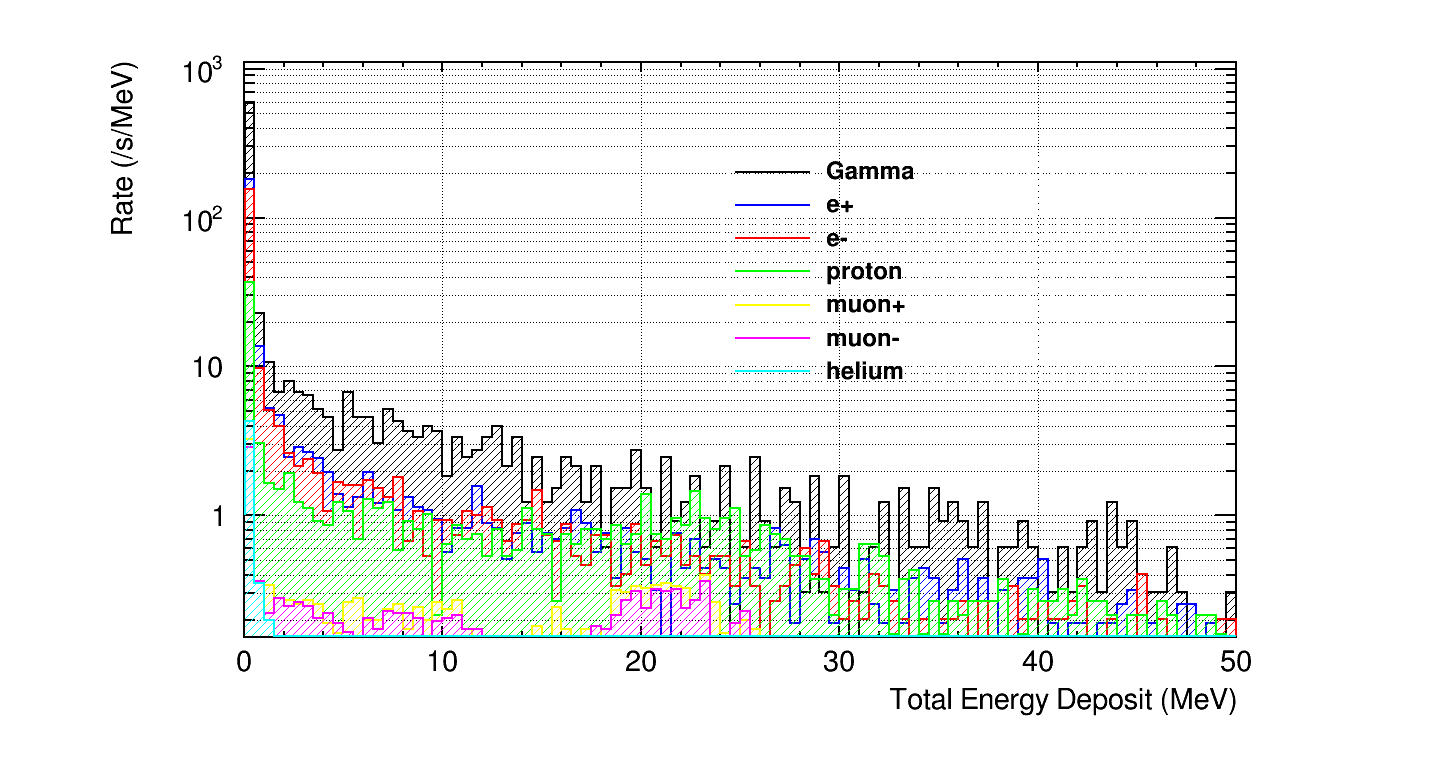 Rate (/s/MeV)
10³
10²
10
1
Gamma
e+
e-
proton
muon+
muon-
helium
0 10 20 30 40 50
Total Energy Deposit (MeV)